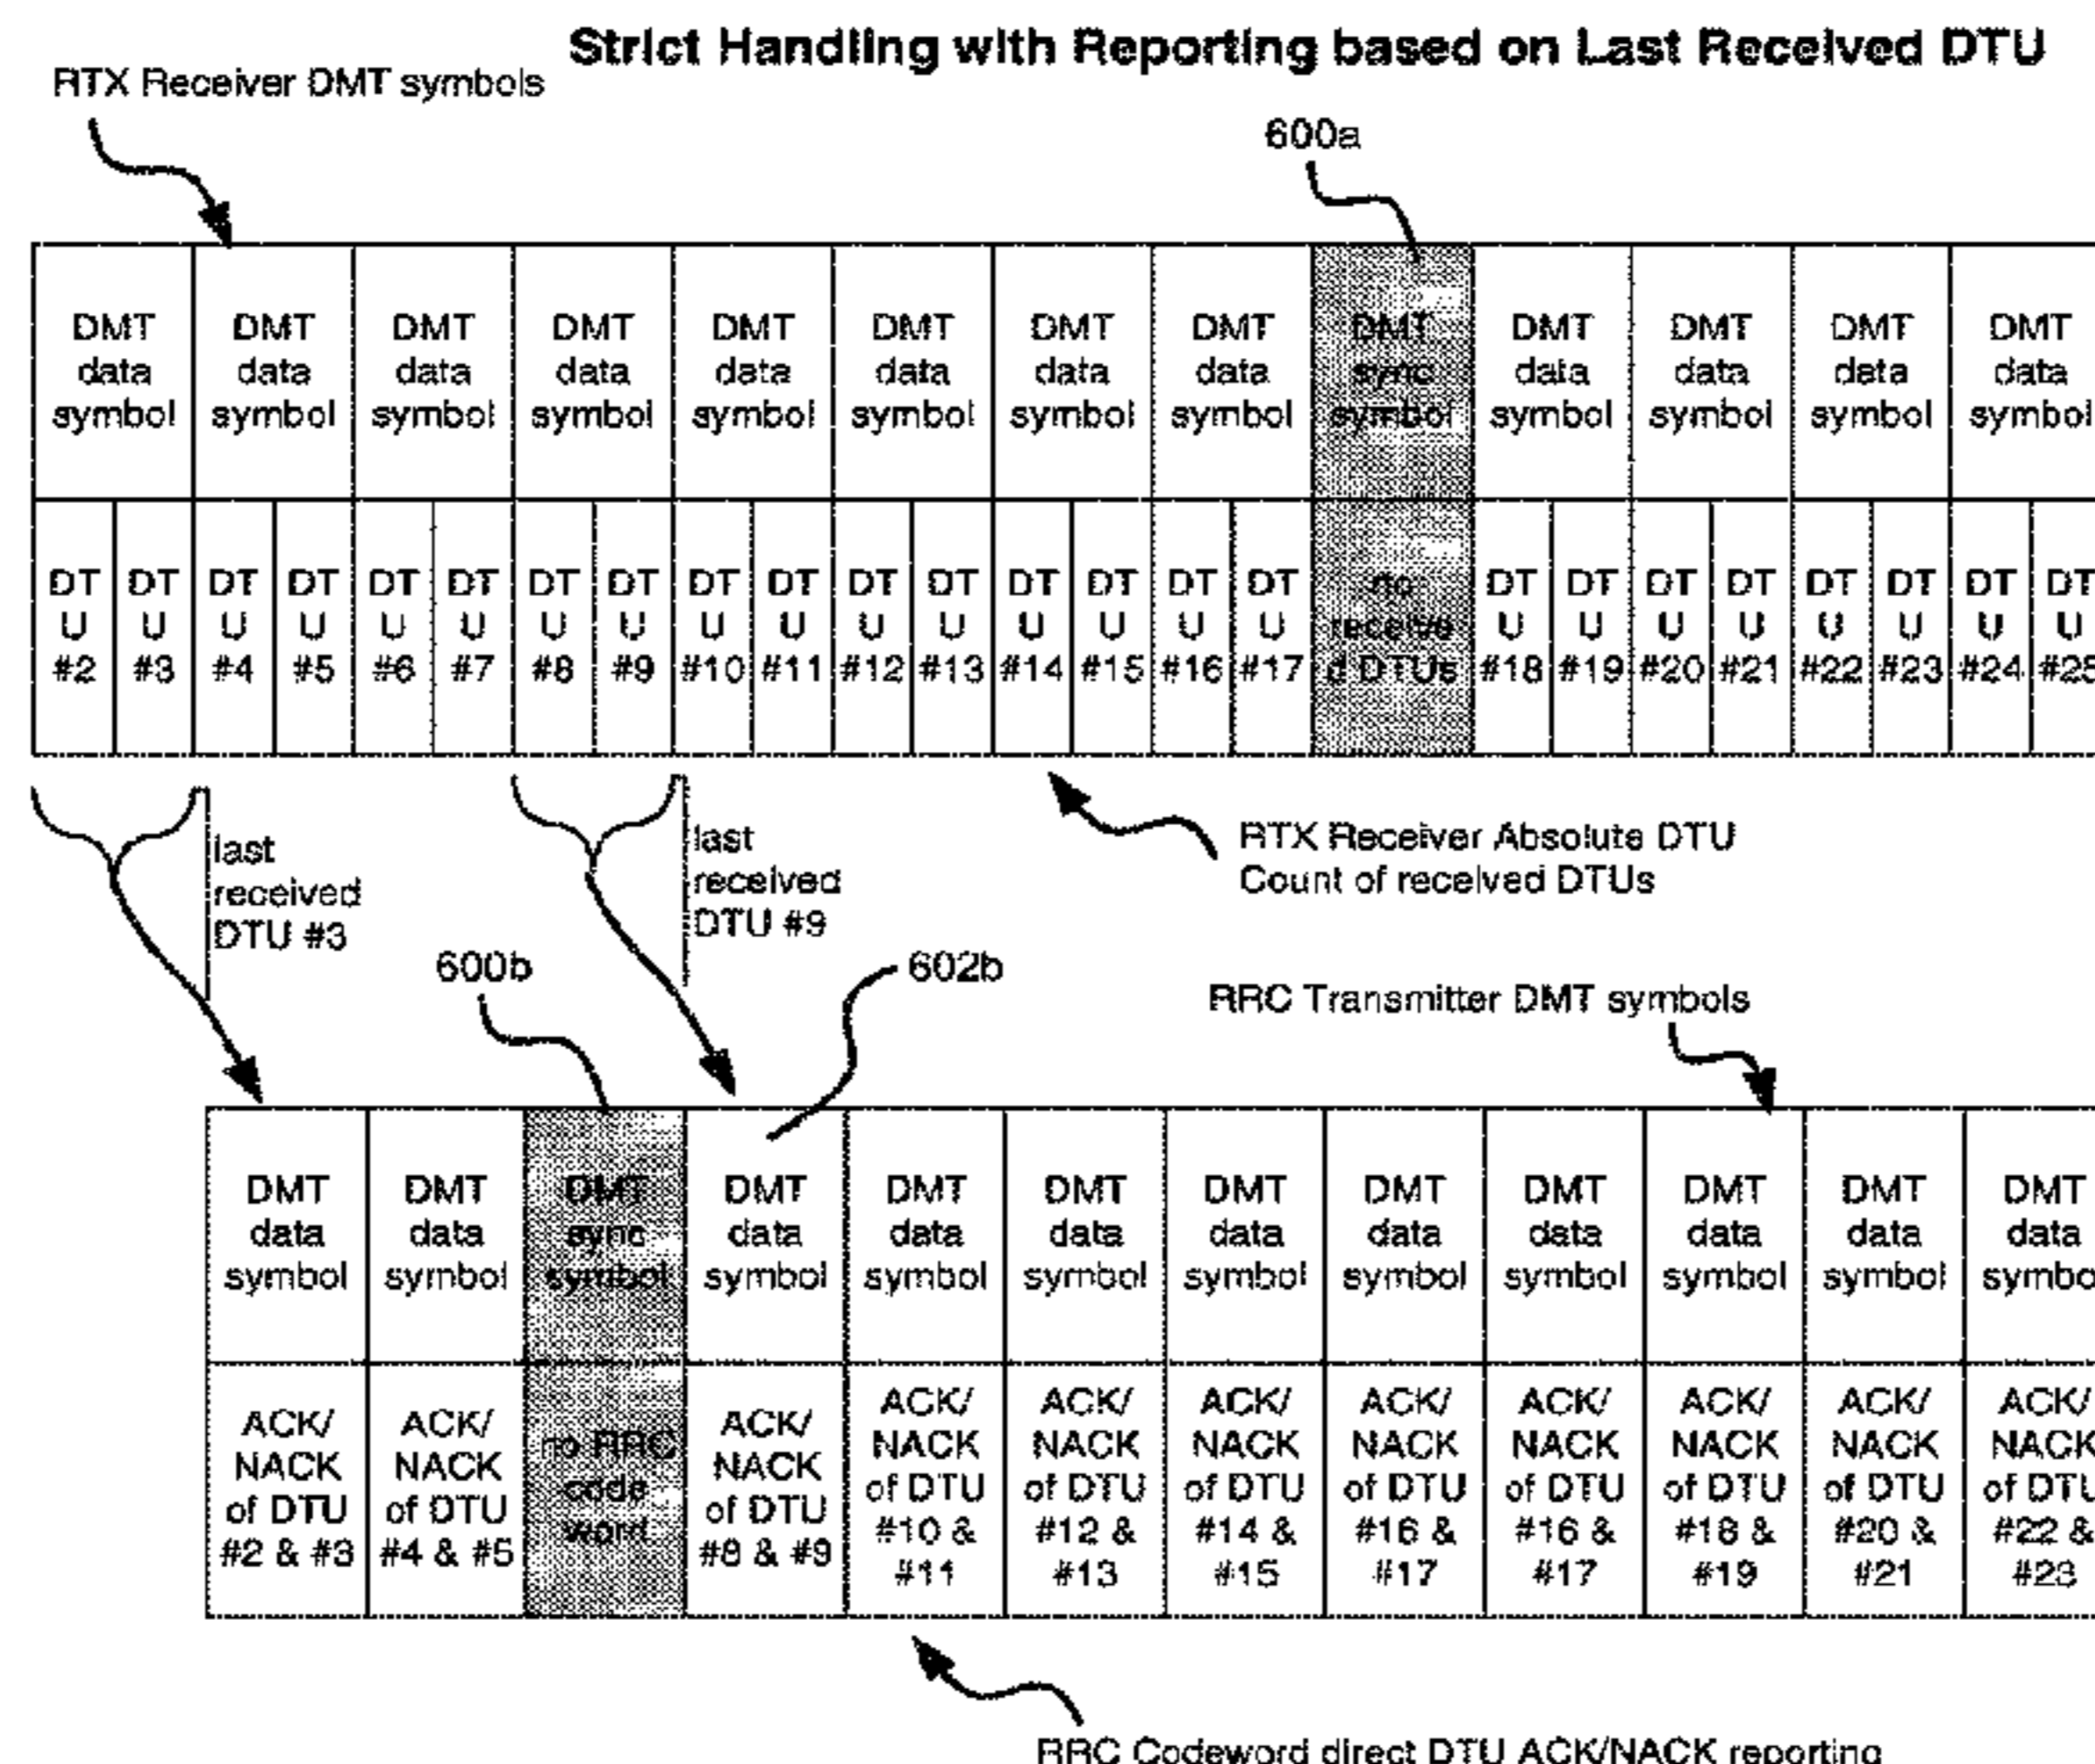 Strict Handling with Reporting based on Last Received DTU
RTX Receiver DMT symbols
600a
DMT data symbol
DMT data symbol
DMT data symbol
DMT data symbol
DMT data symbol
DMT data symbol
DMT data symbol
DMT data symbol
DMT sync symbol
DMT data symbol
DMT data symbol
DMT data symbol
DMT data symbol
DT U #2
DT U #3
DT U #4
DT U #5
DT U #6
DT U #7
DT U #8
DT U #9
DT U #10
DT U #11
DT U #12
DT U #13
DT U #14
DT U #15
DT U #16
DT U #17
no receive d DTUs
DT U #18
DT U #19
DT U #20
DT U #21
DT U #22
DT U #23
DT U #24
DT U #25
last
received
DTU #3
last
received
DTU #9
RTX Receiver Absolute DTU
Count of received DTUs
600b
602b
RRC Transmitter DMT symbols
DMT data symbol
DMT data symbol
DMT sync symbol
DMT data symbol
DMT data symbol
DMT data symbol
DMT data symbol
DMT data symbol
DMT data symbol
DMT data symbol
DMT data symbol
DMT data symbo
ACK/ NACK of DTU #2 & #3
ACK/ NACK of DTU #4 & #5
no RRC code word
ACK/ NACK of DTU #8 & #9
ACK/ NACK of DTU #10 & #11
ACK/ NACK of DTU #12 & #13
ACK/ NACK of DTU #14 & #15
ACK/ NACK of DTU #16 & #17
ACK/ NACK of DTU #16 & #17
ACK/ NACK of DTU #18 & #19
ACK/ NACK of DTU #20 & #21
ACK/ NACK of DTU #22 & #23
RRC Codeword direct DTU ACK/NACK reporting